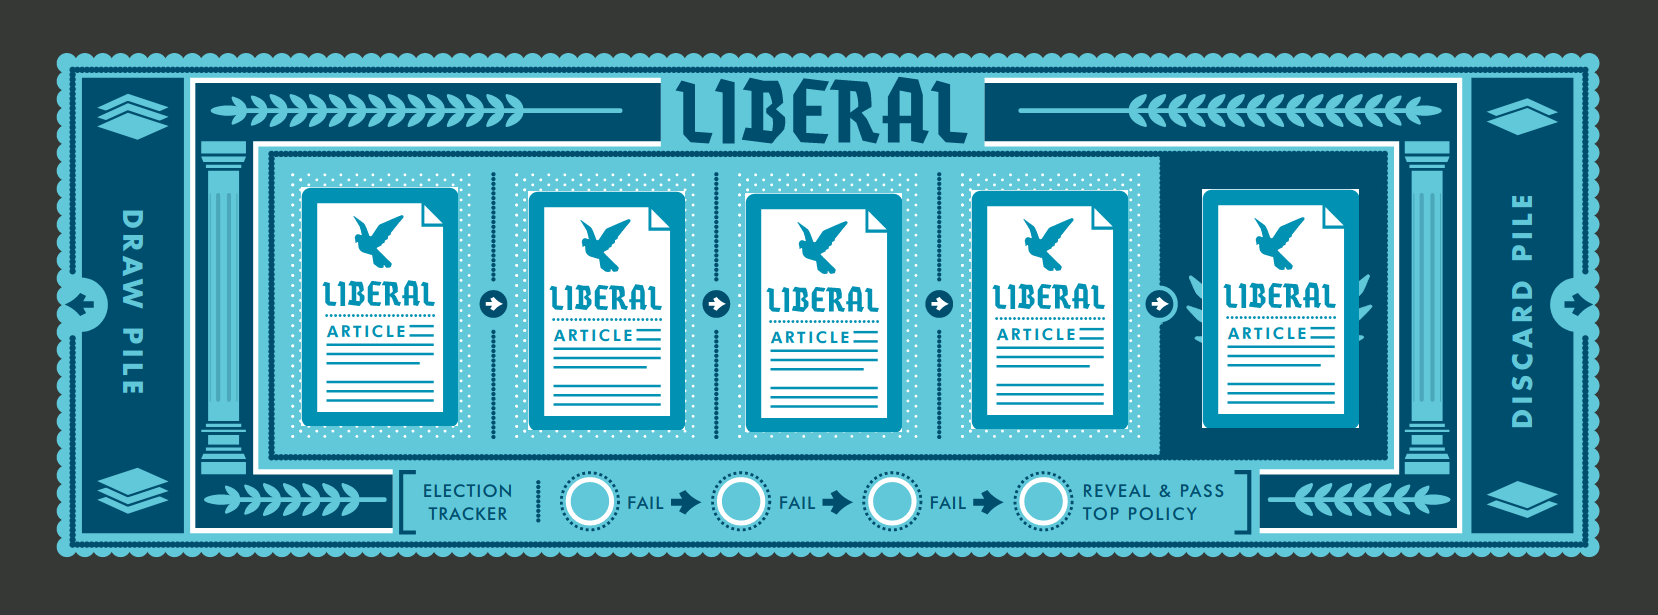 LIBERAL
DRAW PILE
LIBERAL
ARTICLE
LIBERAL
ARTICLE
LIBERAL
ARTICLE
LIBERAL
ARTICLE
LIBERAL
ARTICLE
DISCARD PILE
ELECTION
TRACKER
FAIL
FAIL
FAIL
REVEAL & PASS
TOP POLICY